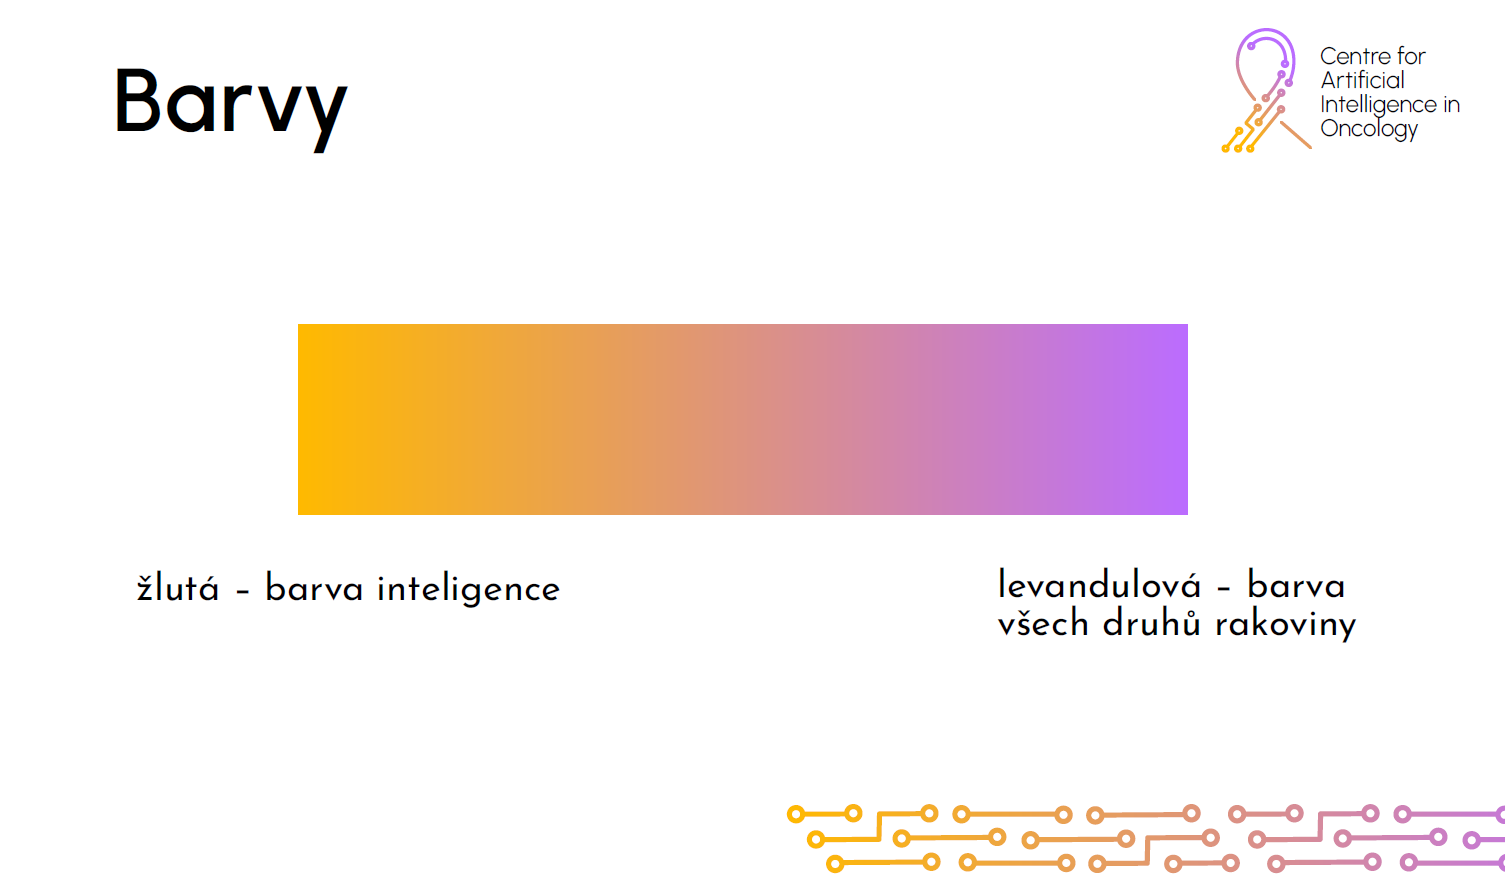 Barvy
Centre for
Artificial
Intelligence in
Oncology
žlutá – barva inteligence
levandulová – barva
všech druhů rakoviny